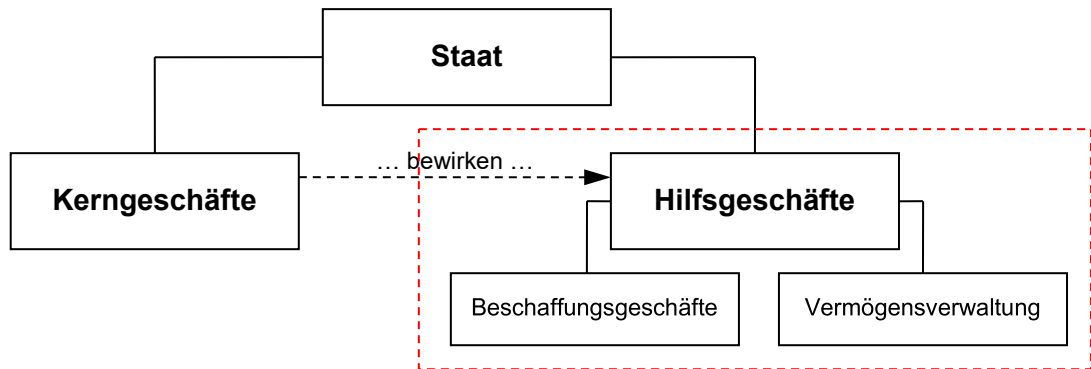 Staat
… bewirken …
Kerngeschäfte
Hilfsgeschäfte
Beschaffungsgeschäfte
Vermögensverwaltung